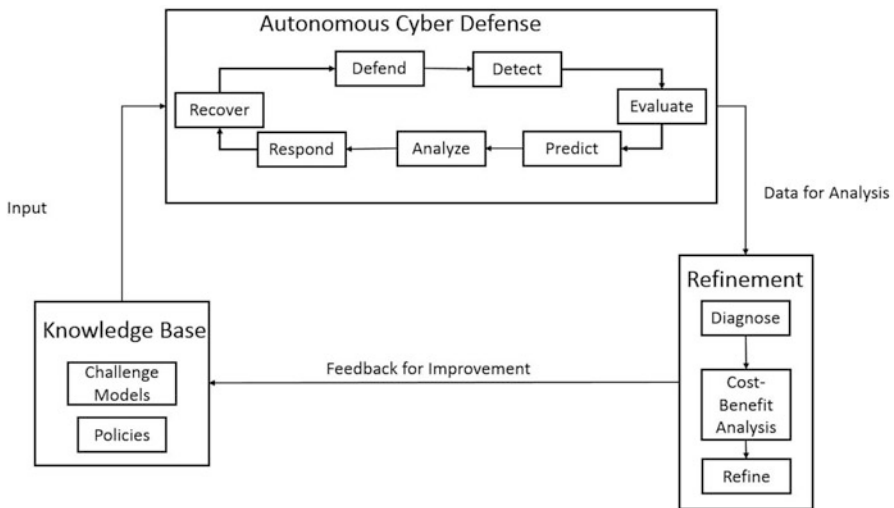 Autonomous Cyber Defense
Defend
Detect
Recover
Evaluate
Respond
Analyze
Predict
Input
Data for Analysis
Refinement
Diagnose
Cost-
Benefit
Analysis
Refine
Knowledge Base
Challenge
Models
Policies
Feedback for Improvement